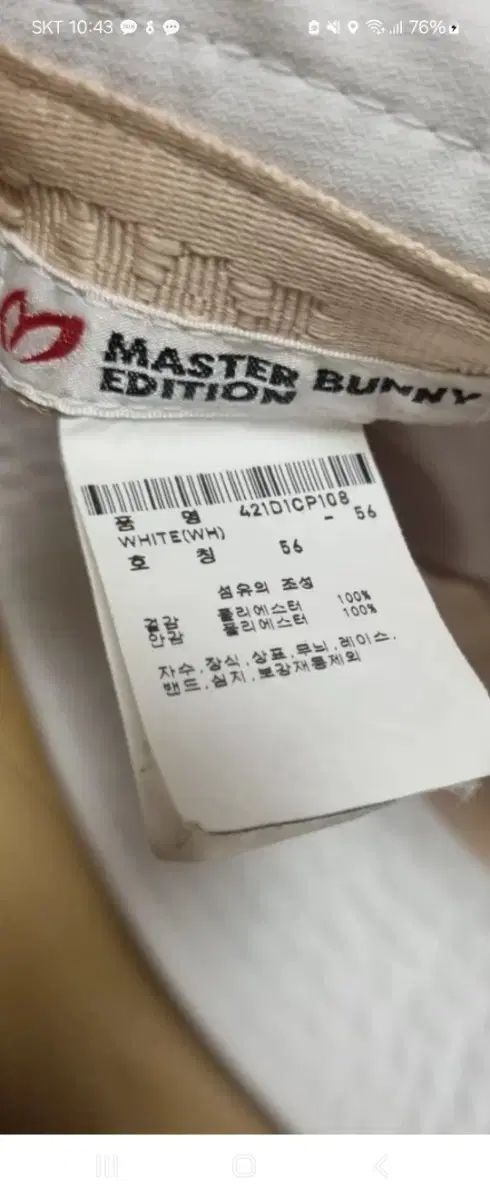 SKT 10:43
76%
MASTER BUNNY
EDITION
품 명 421D1CP108
WHITE(WH) - 56
호 칭 56
섬유의 조성
겉감 폴리에스터 100%
안감 폴리에스터 100%
자수.장식.상표.무늬.레이스.
밴드.심지.보강재등제외